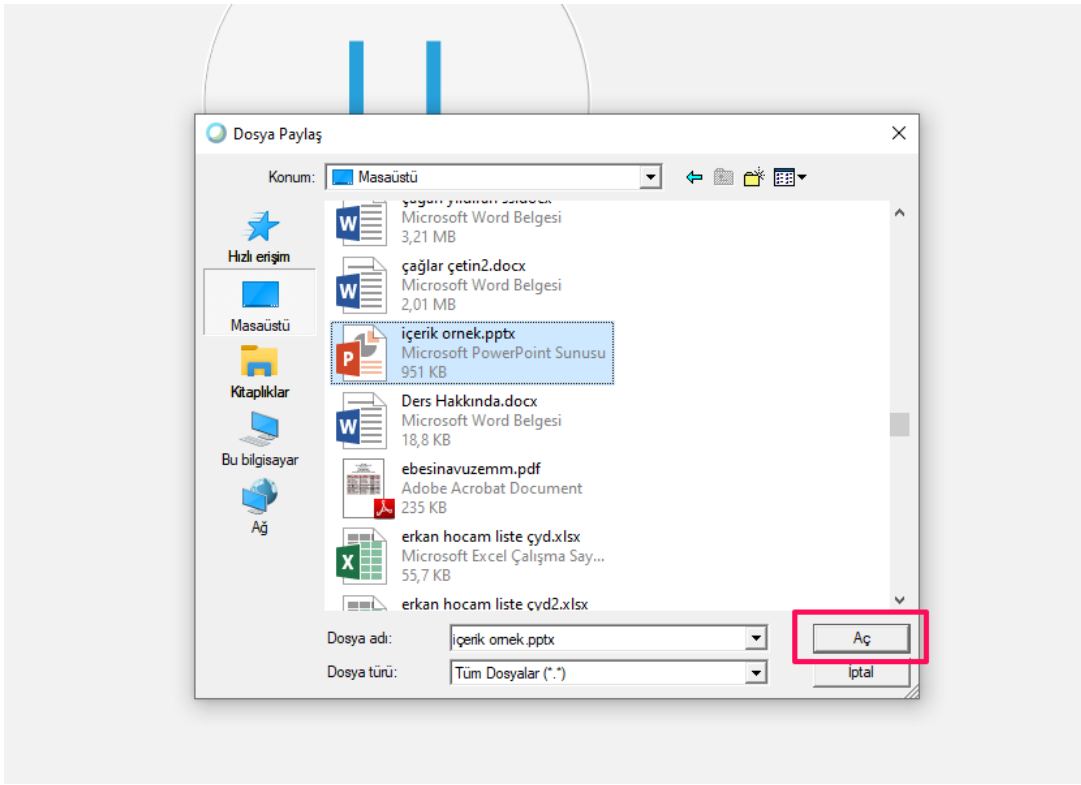 Dosya Paylaş
Konum:
Masaüstü
Hızlı erişim
Masaüstü
Kitaplıklar
Bu bilgisayar
Ağ
Microsoft Word Belgesi
3,21 MB
çağlar çetin2.docx
Microsoft Word Belgesi
2,01 MB
içerik ornek.pptx
Microsoft PowerPoint Sunusu
951 KB
Ders Hakkında.docx
Microsoft Word Belgesi
18,8 KB
ebesinavuzemm.pdf
Adobe Acrobat Document
235 KB
erkan hocam liste çyd.xlsx
Microsoft Excel Çalışma Say...
55,7 KB
erkan hocam liste çyd2.xlsx
Dosya adı:
içerik ornek.pptx
Aç
Dosya türü:
Tüm Dosyalar (*.*)
İptal